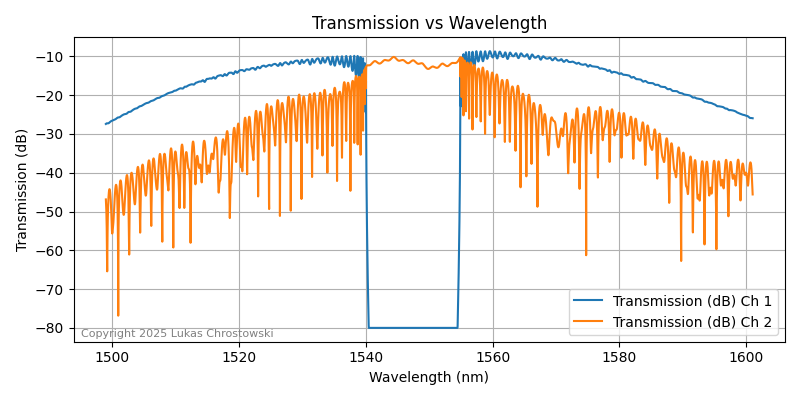 Transmission vs Wavelength
Transmission (dB)
−10
−20
−30
−40
−50
−60
−70
−80
Copyright 2025 Lukas Chrostowski
Transmission (dB) Ch 1
Transmission (dB) Ch 2
1500 1520 1540 1560 1580 1600
Wavelength (nm)